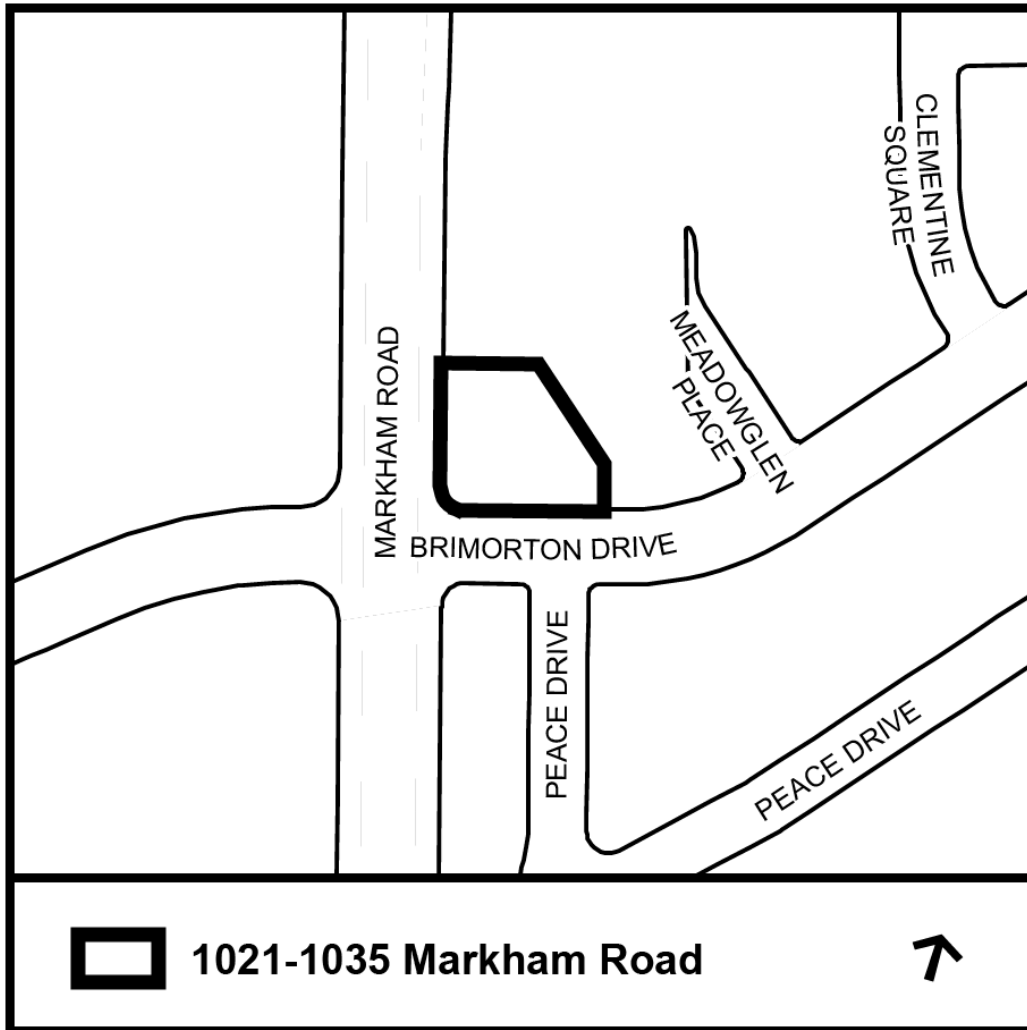 CLEMENTINE
SQUARE
MEADOWGLEN
PLACE
MARKHAM ROAD
BRIMORTON DRIVE
PEACE DRIVE
PEACE DRIVE
1021-1035 Markham Road